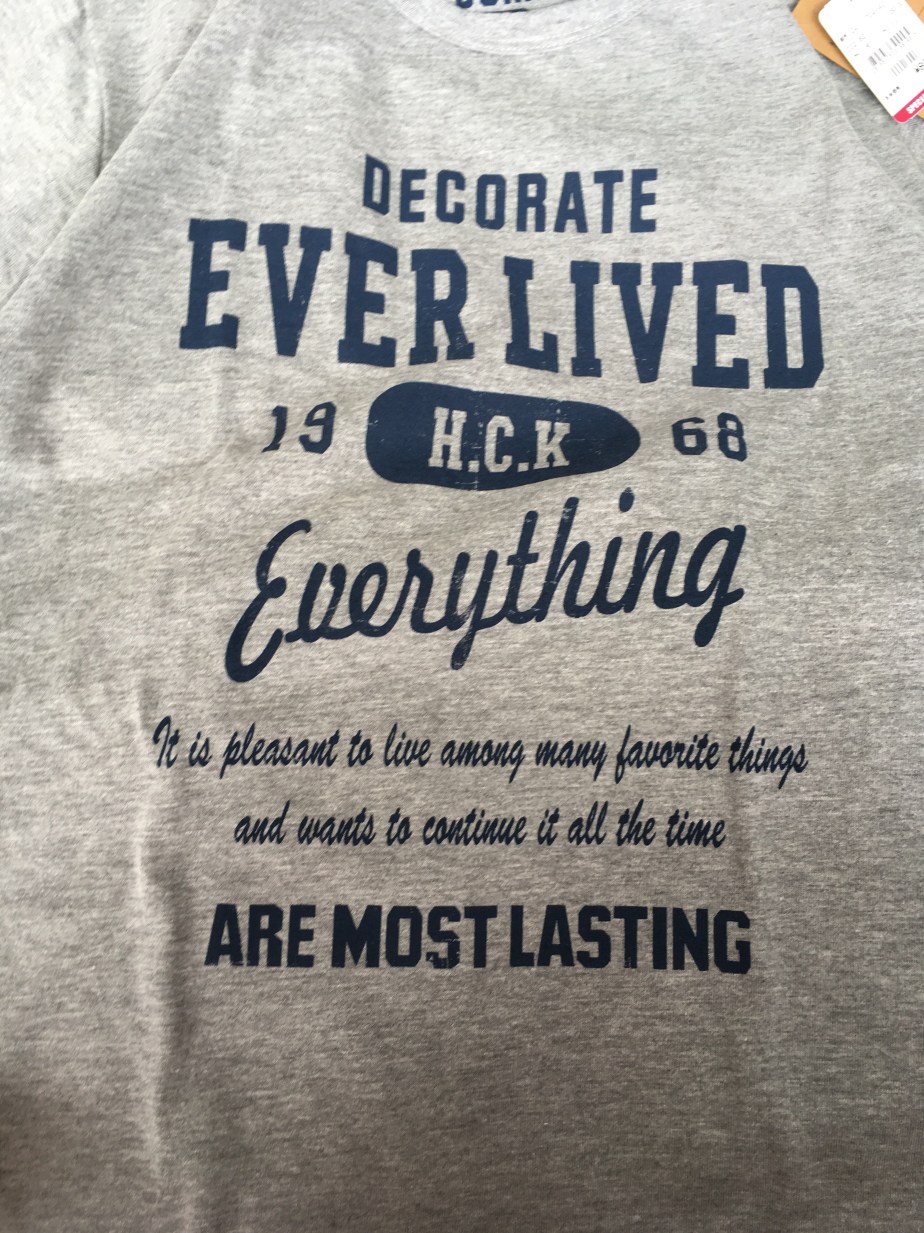 DECORATE
EVER LIVED
19 H.C.K 68
Everything
It is pleasant to live among many favorite things
and wants to continue it all the time
ARE MOST LASTING